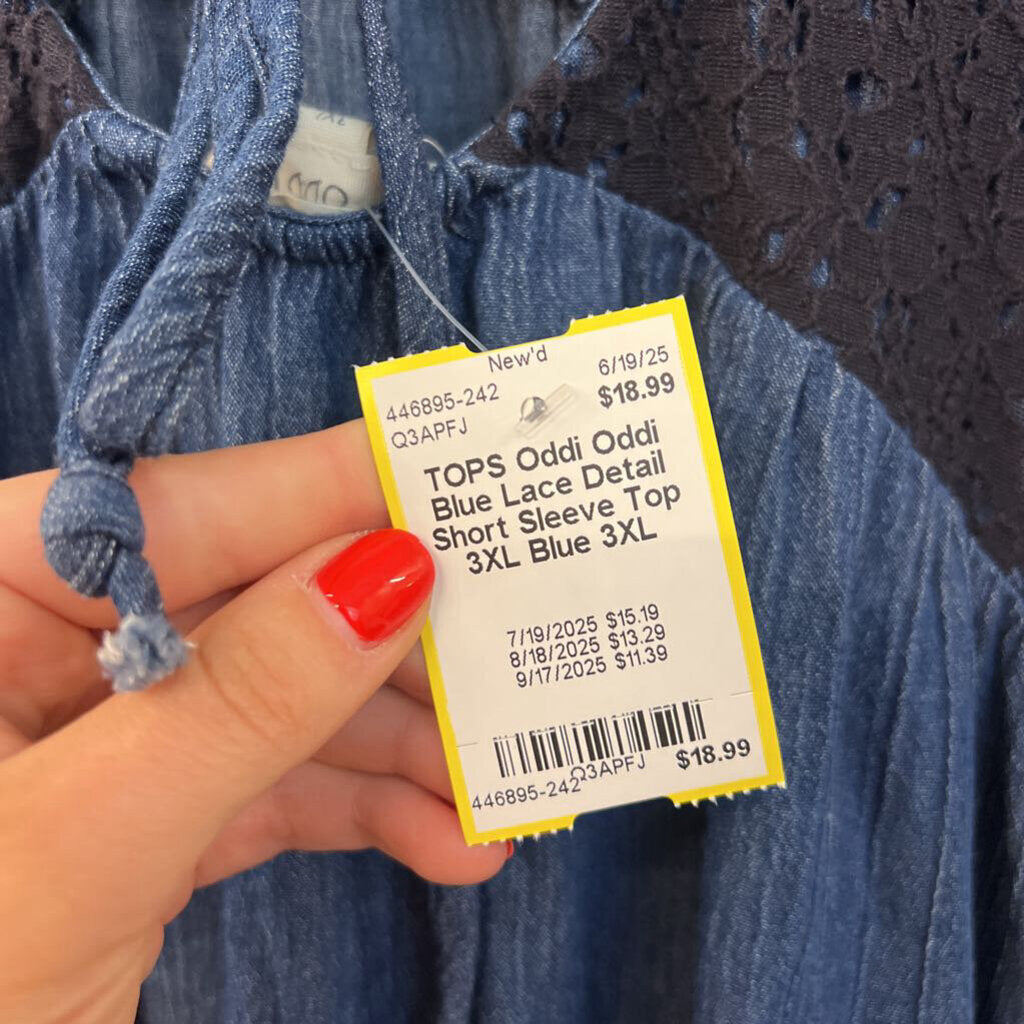 New'd
6/19/25
446895-242
$18.99
Q3APFJ
TOPS Oddi Oddi
Blue Lace Detail
Short Sleeve Top
3XL Blue 3XL
7/19/2025 $15.19
8/18/2025 $13.29
9/17/2025 $11.39
Q3APFJ
$18.99
446895-242